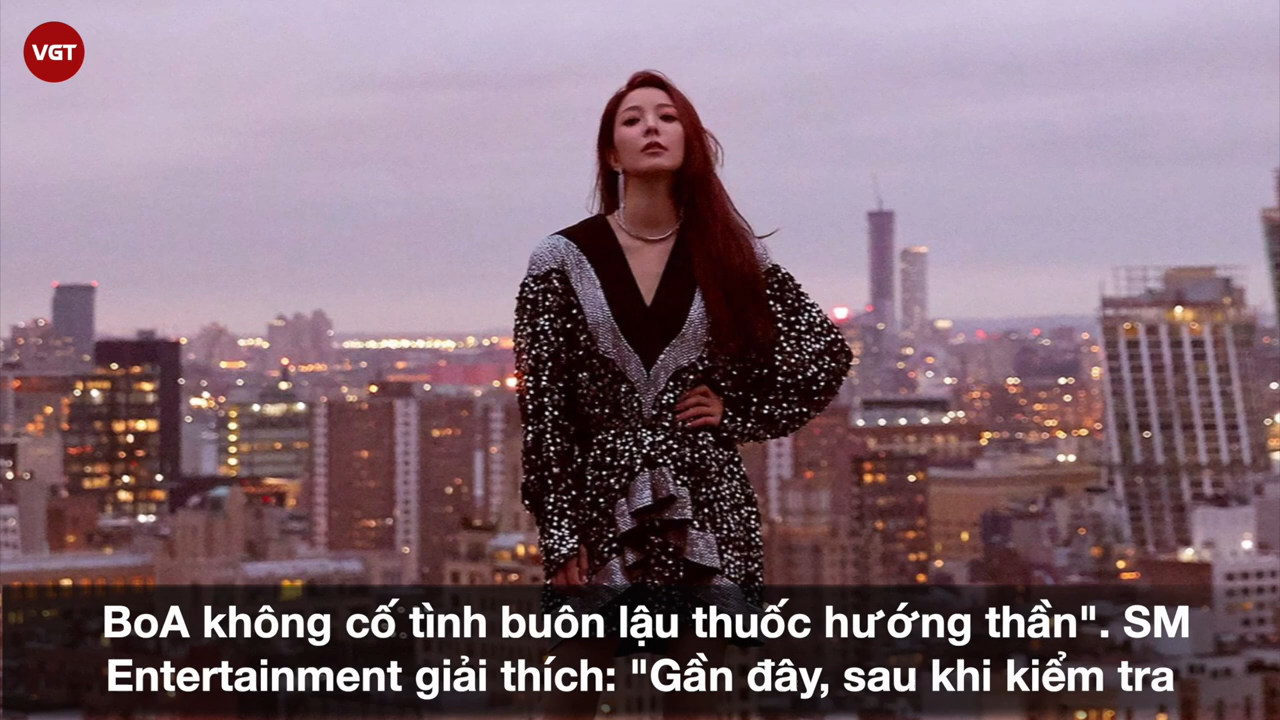 VGT
BoA không cố tình buôn lậu thuốc hướng thần". SM
Entertainment giải thích: "Gần đây, sau khi kiểm tra